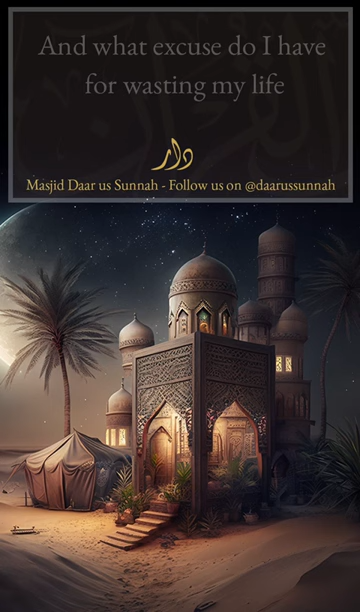 And what excuse do I have
for wasting my life
دار
Masjid Daar us Sunnah - Follow us on @daarussunnah